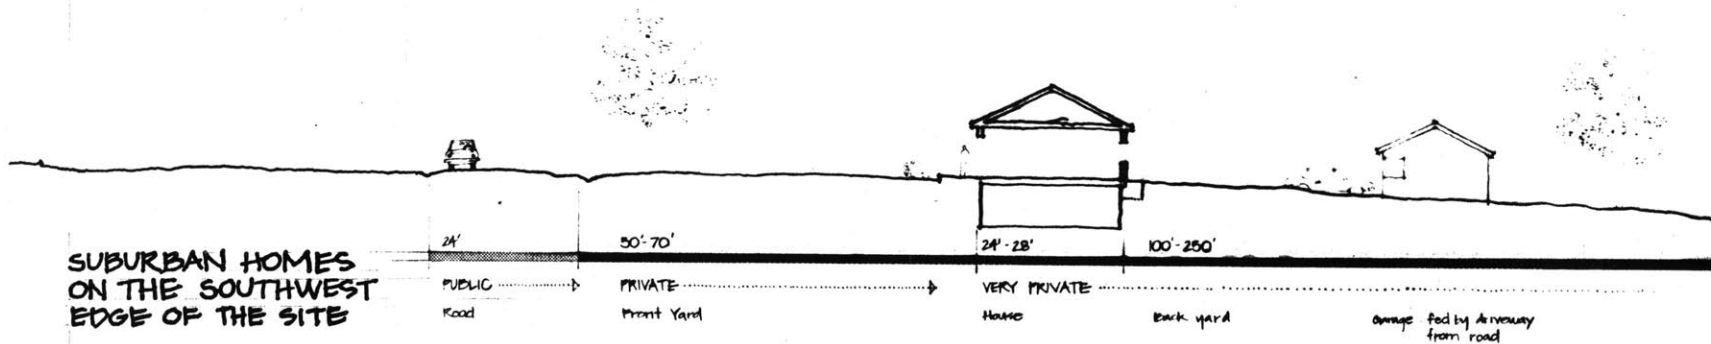 24'
50'-70'
24'-28'
100'-250'
SUBURBAN HOMES
ON THE SOUTHWEST
EDGE OF THE SITE
PUBLIC
PRIVATE
VERY PRIVATE
Road
Front Yard
House
Back yard
Garage fed by driveway
from road